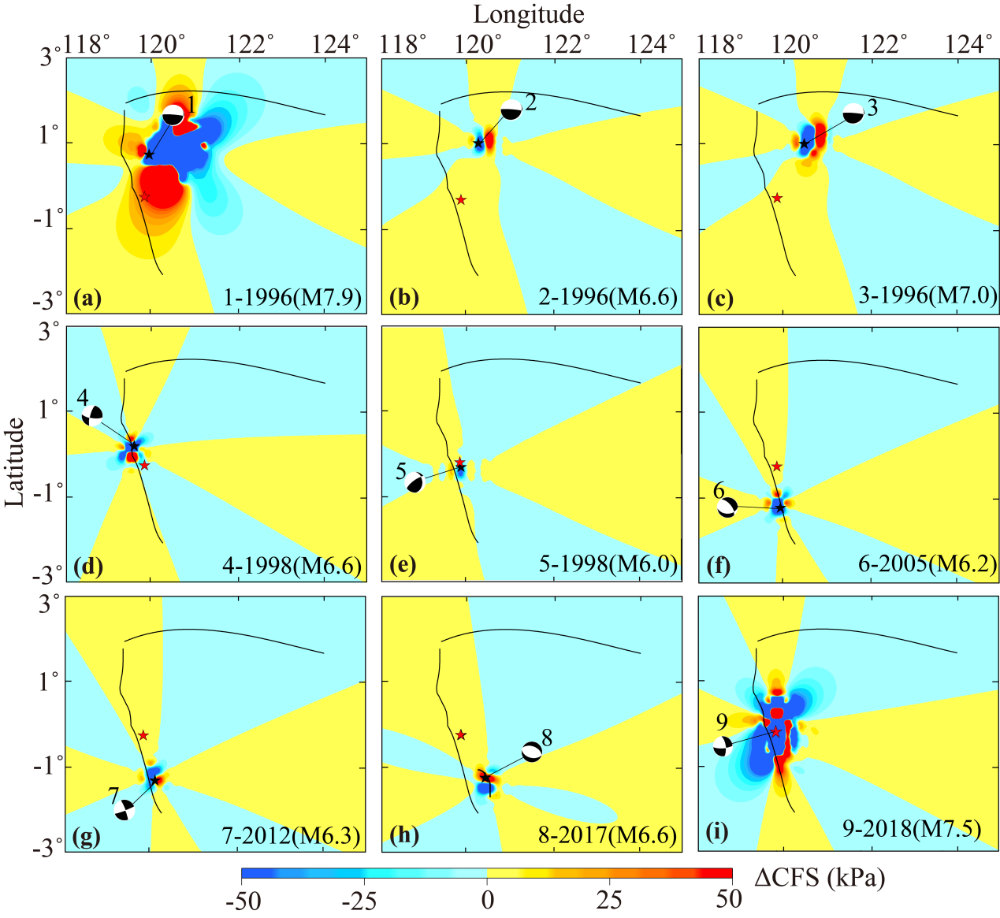 Longitude
118° 120° 122° 124° 118° 120° 121° 124° 118° 120° 121° 124°
3°
1°
-1°
-3°
1
(a) 1-1996(M7.9)
2
(b) 2-1996(M6.6)
3
(c) 3-1996(M7.0)
Latitude
3°
1°
-1°
-3°
4
(d) 4-1998(M6.6)
5
(e) 5-1998(M6.0)
6
(f) 6-2005(M6.2)
3°
1°
-1°
-3°
7
(g) 7-2012(M6.3)
8
(h) 8-2017(M6.6)
9
(i) 9-2018(M7.5)
-50 -25 0 25 50 ΔCFS (kPa)